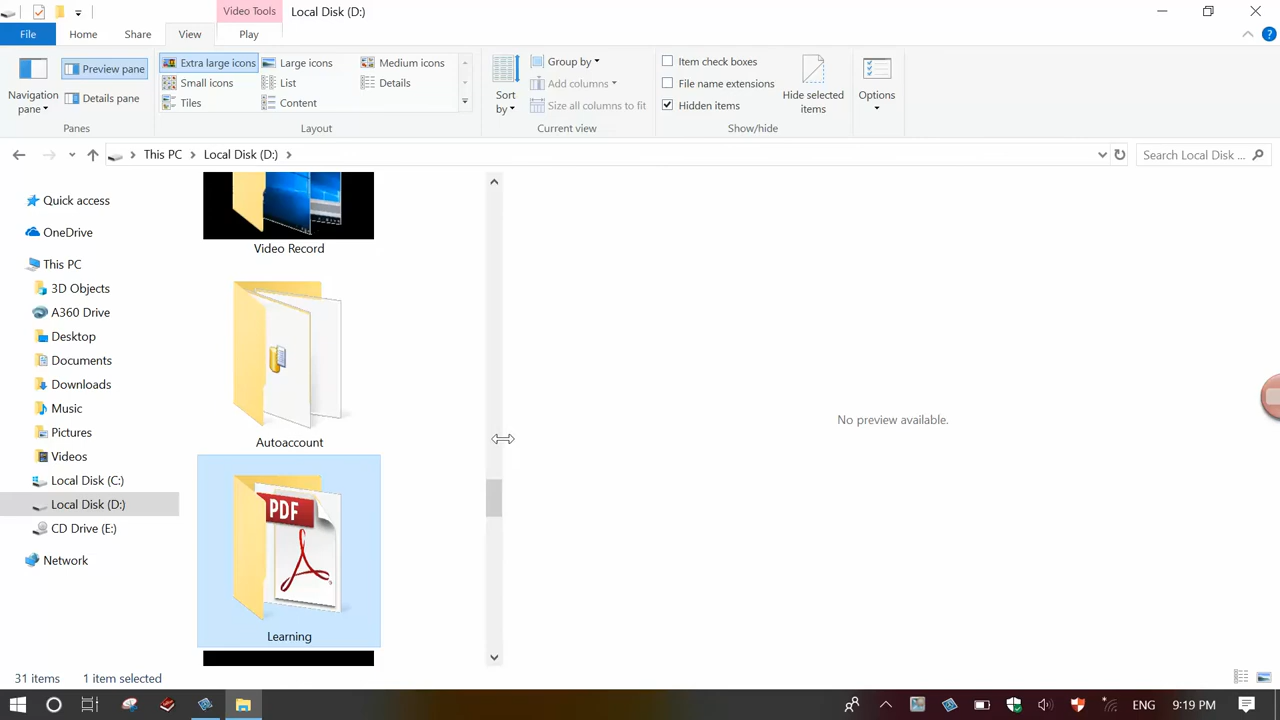 Video Tools
Local Disk (D:)
File
Home
Share
View
Play
Navigation pane
Preview pane
Details pane
Panes
Extra large icons
Large icons
Medium icons
Small icons
List
Details
Tiles
Content
Layout
Sort by
Group by
Add columns
Size all columns to fit
Current view
Item check boxes
File name extensions
Hidden items
Hide selected items
Show/hide
Options
This PC
Local Disk (D:)
Search Local Disk ...
Quick access
OneDrive
This PC
3D Objects
A360 Drive
Desktop
Documents
Downloads
Music
Pictures
Videos
Local Disk (C:)
Local Disk (D:)
CD Drive (E:)
Network
Video Record
Autoaccount
PDF
Learning
No preview available.
31 items
1 item selected
ENG
9:19 PM